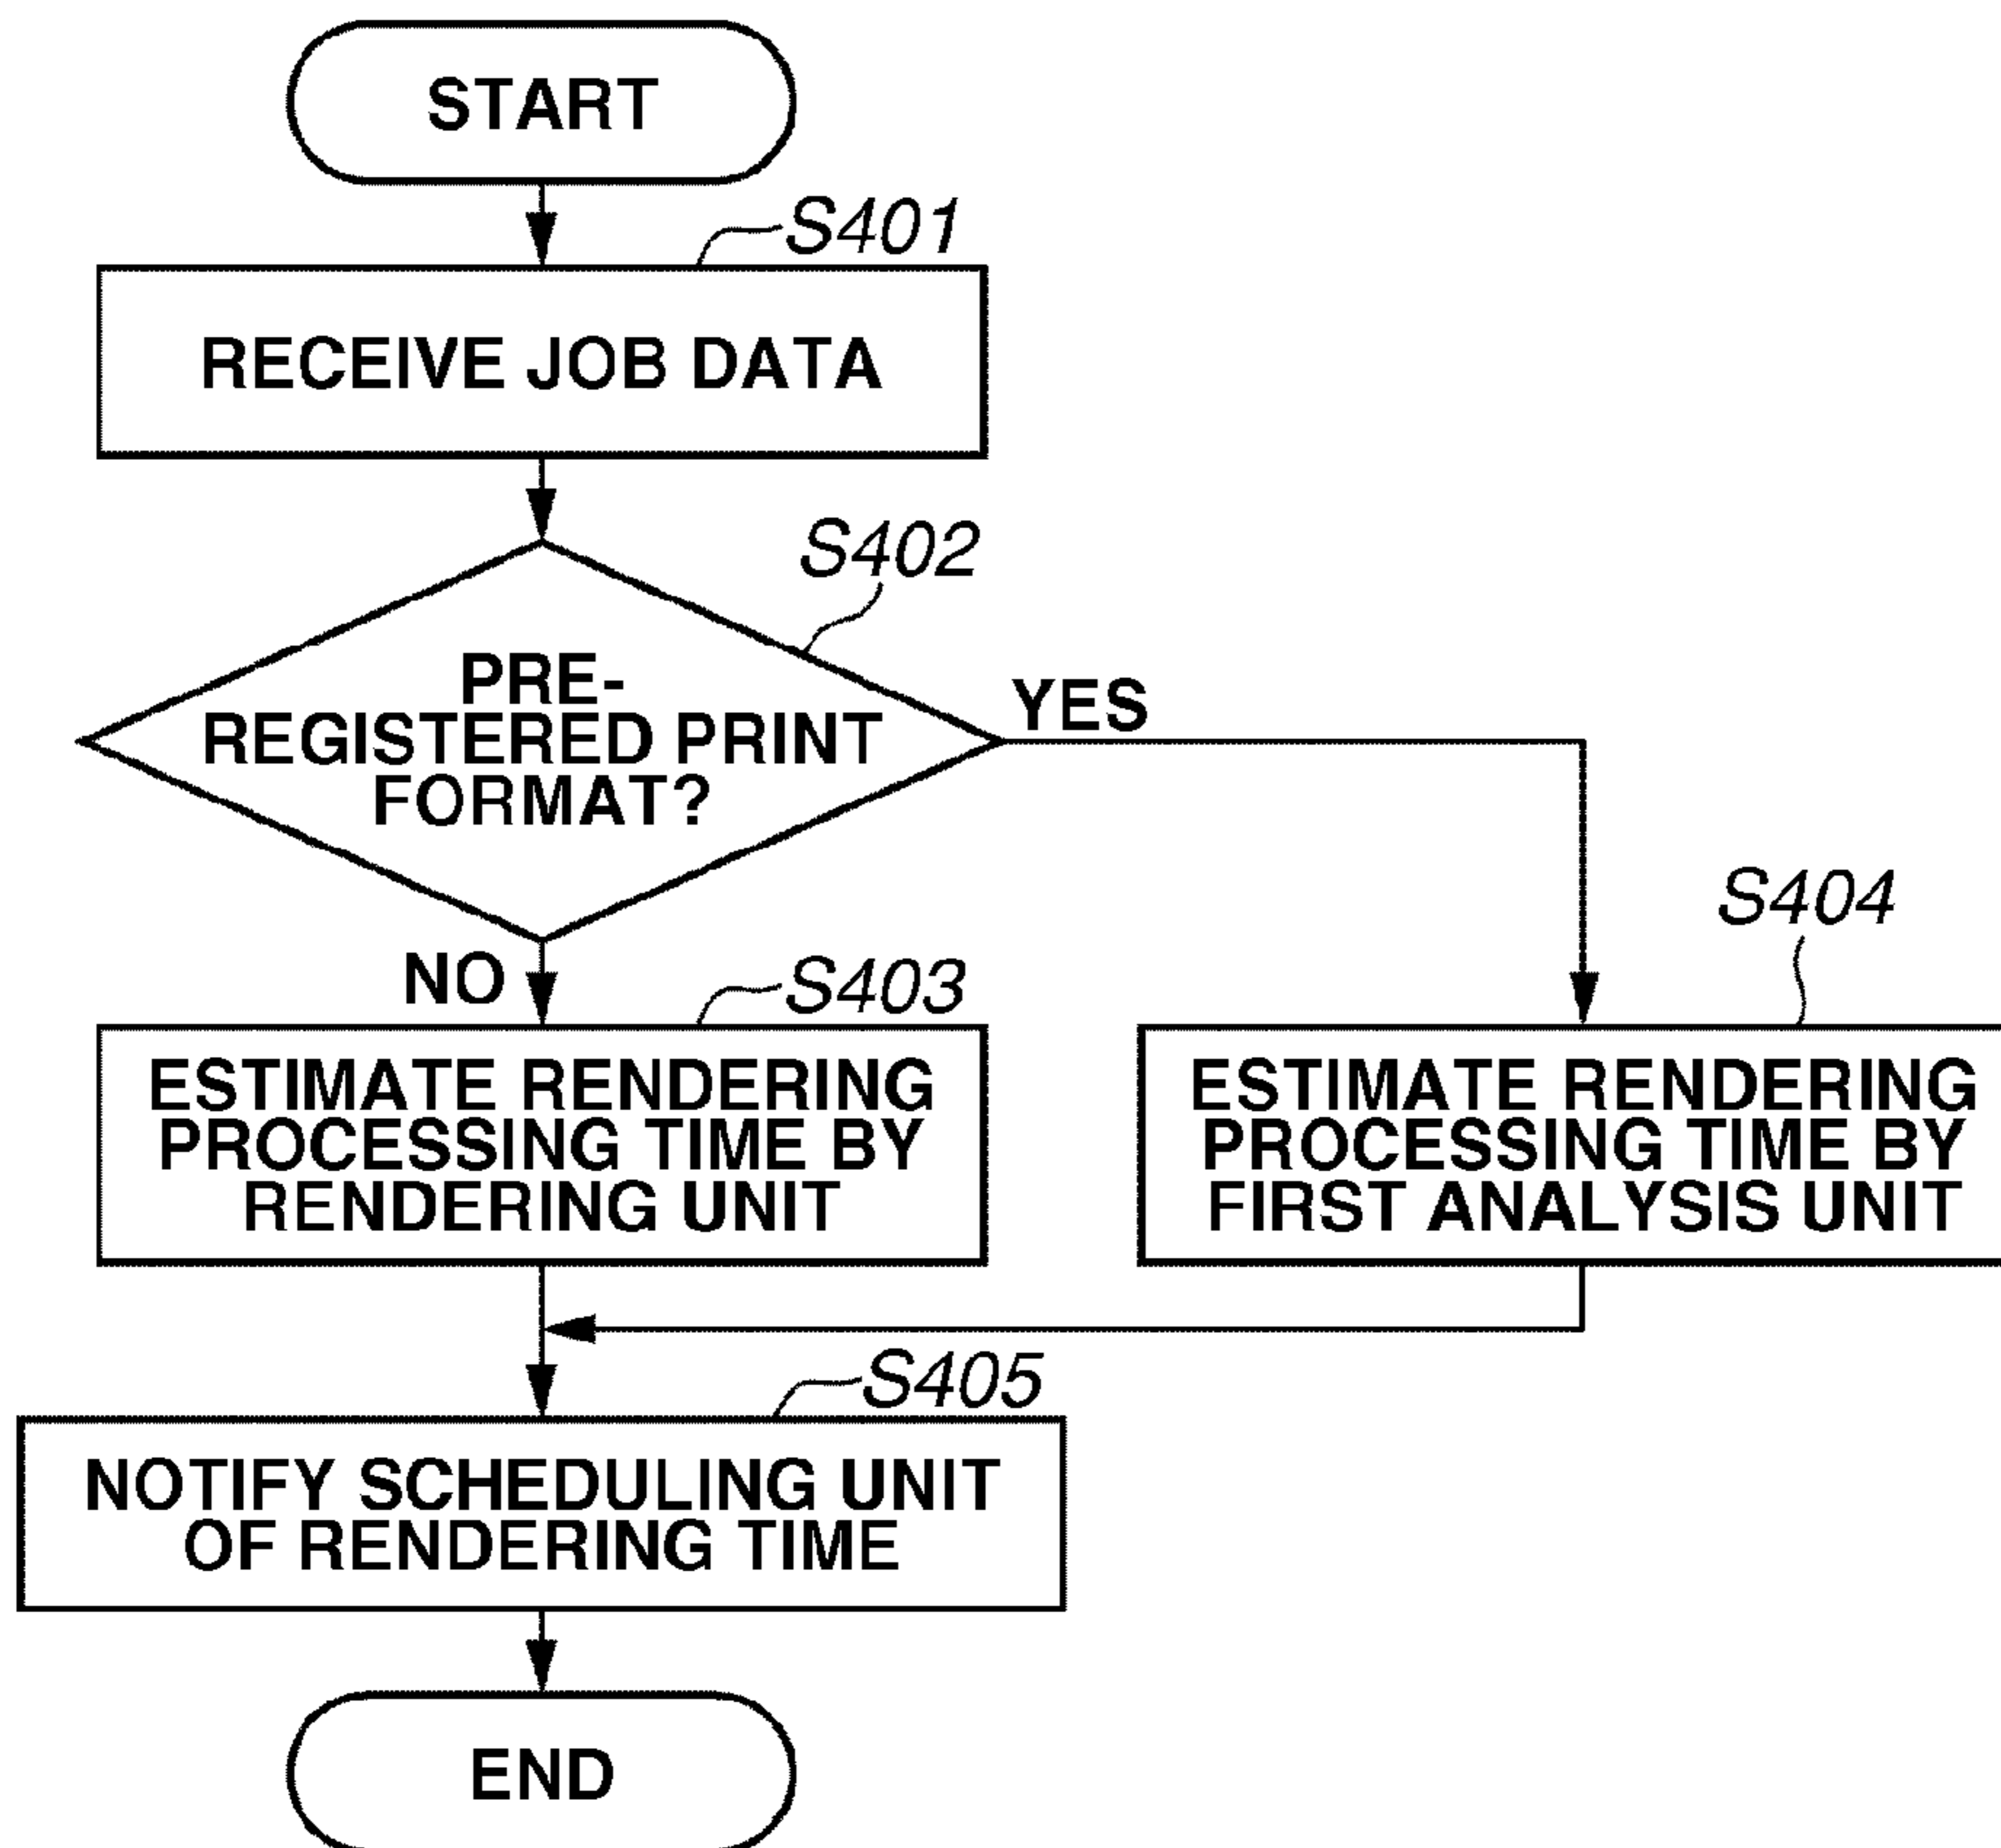 START
S401
RECEIVE JOB DATA
S402
PRE-
REGISTERED PRINT
FORMAT?
YES
NO
S403
ESTIMATE RENDERING
PROCESSING TIME BY
RENDERING UNIT
S404
ESTIMATE RENDERING
PROCESSING TIME BY
FIRST ANALYSIS UNIT
S405
NOTIFY SCHEDULING UNIT
OF RENDERING TIME
END